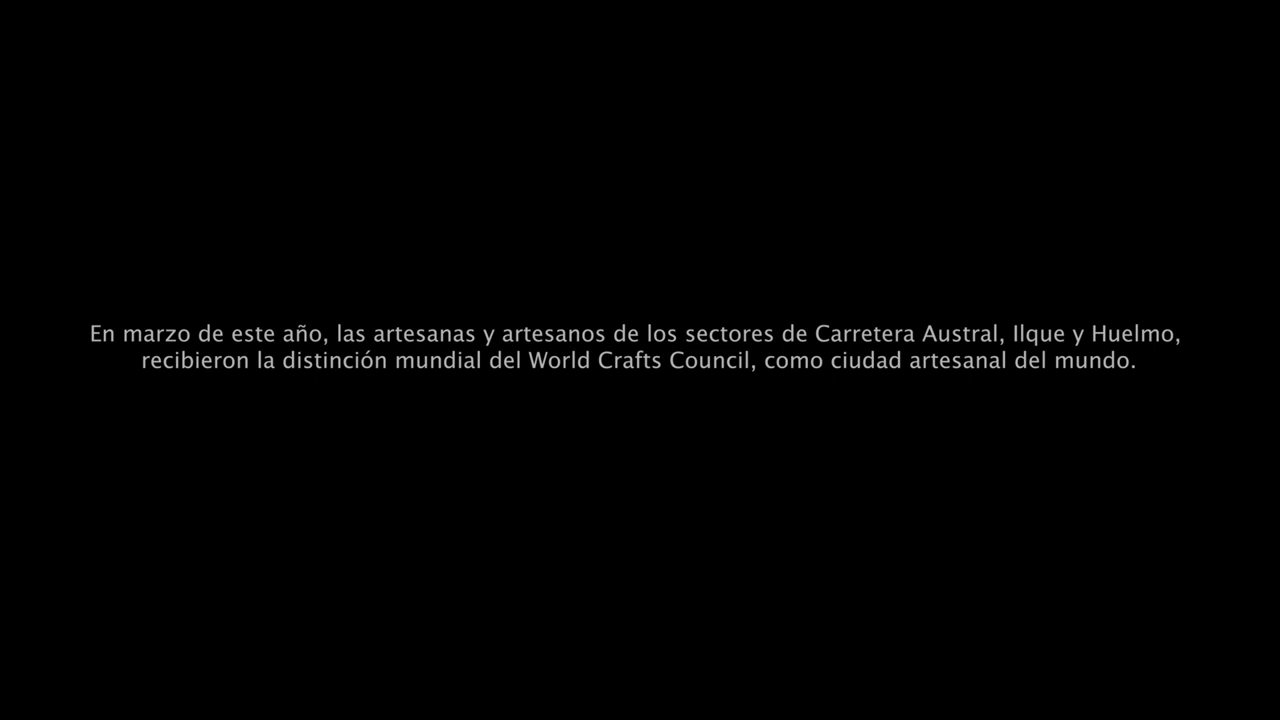 En marzo de este año, las artesanas y artesanos de los sectores de Carretera Austral, Ilque y Huelmo,
recibieron la distinción mundial del World Crafts Council, como ciudad artesanal del mundo.